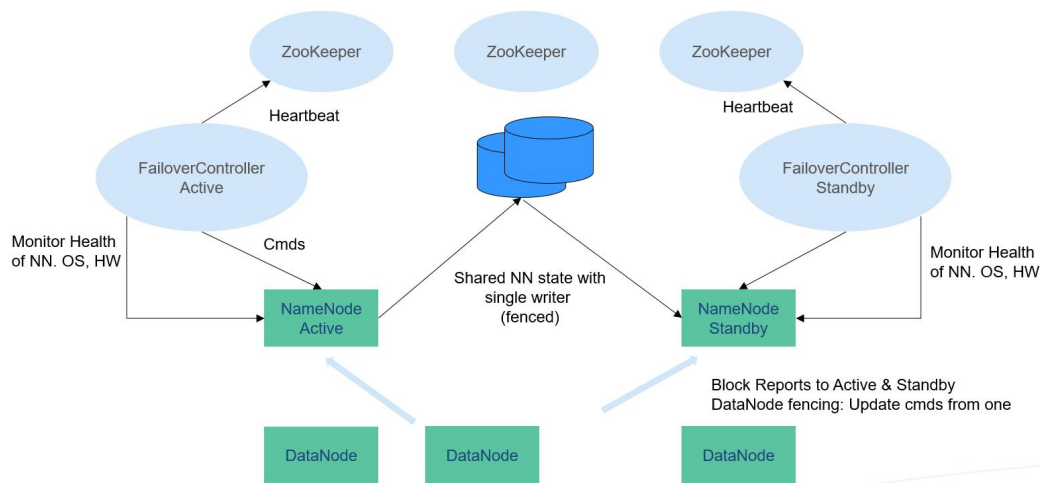 ZooKeeper
ZooKeeper
ZooKeeper
Heartbeat
Heartbeat
FailoverController
Active
FailoverController
Standby
Monitor Health
of NN. OS, HW
Cmds
Monitor Health
of NN. OS, HW
Shared NN state with
single writer
(fenced)
NameNode
Active
NameNode
Standby
Block Reports to Active & Standby
DataNode fencing: Update cmds from one
DataNode
DataNode
DataNode